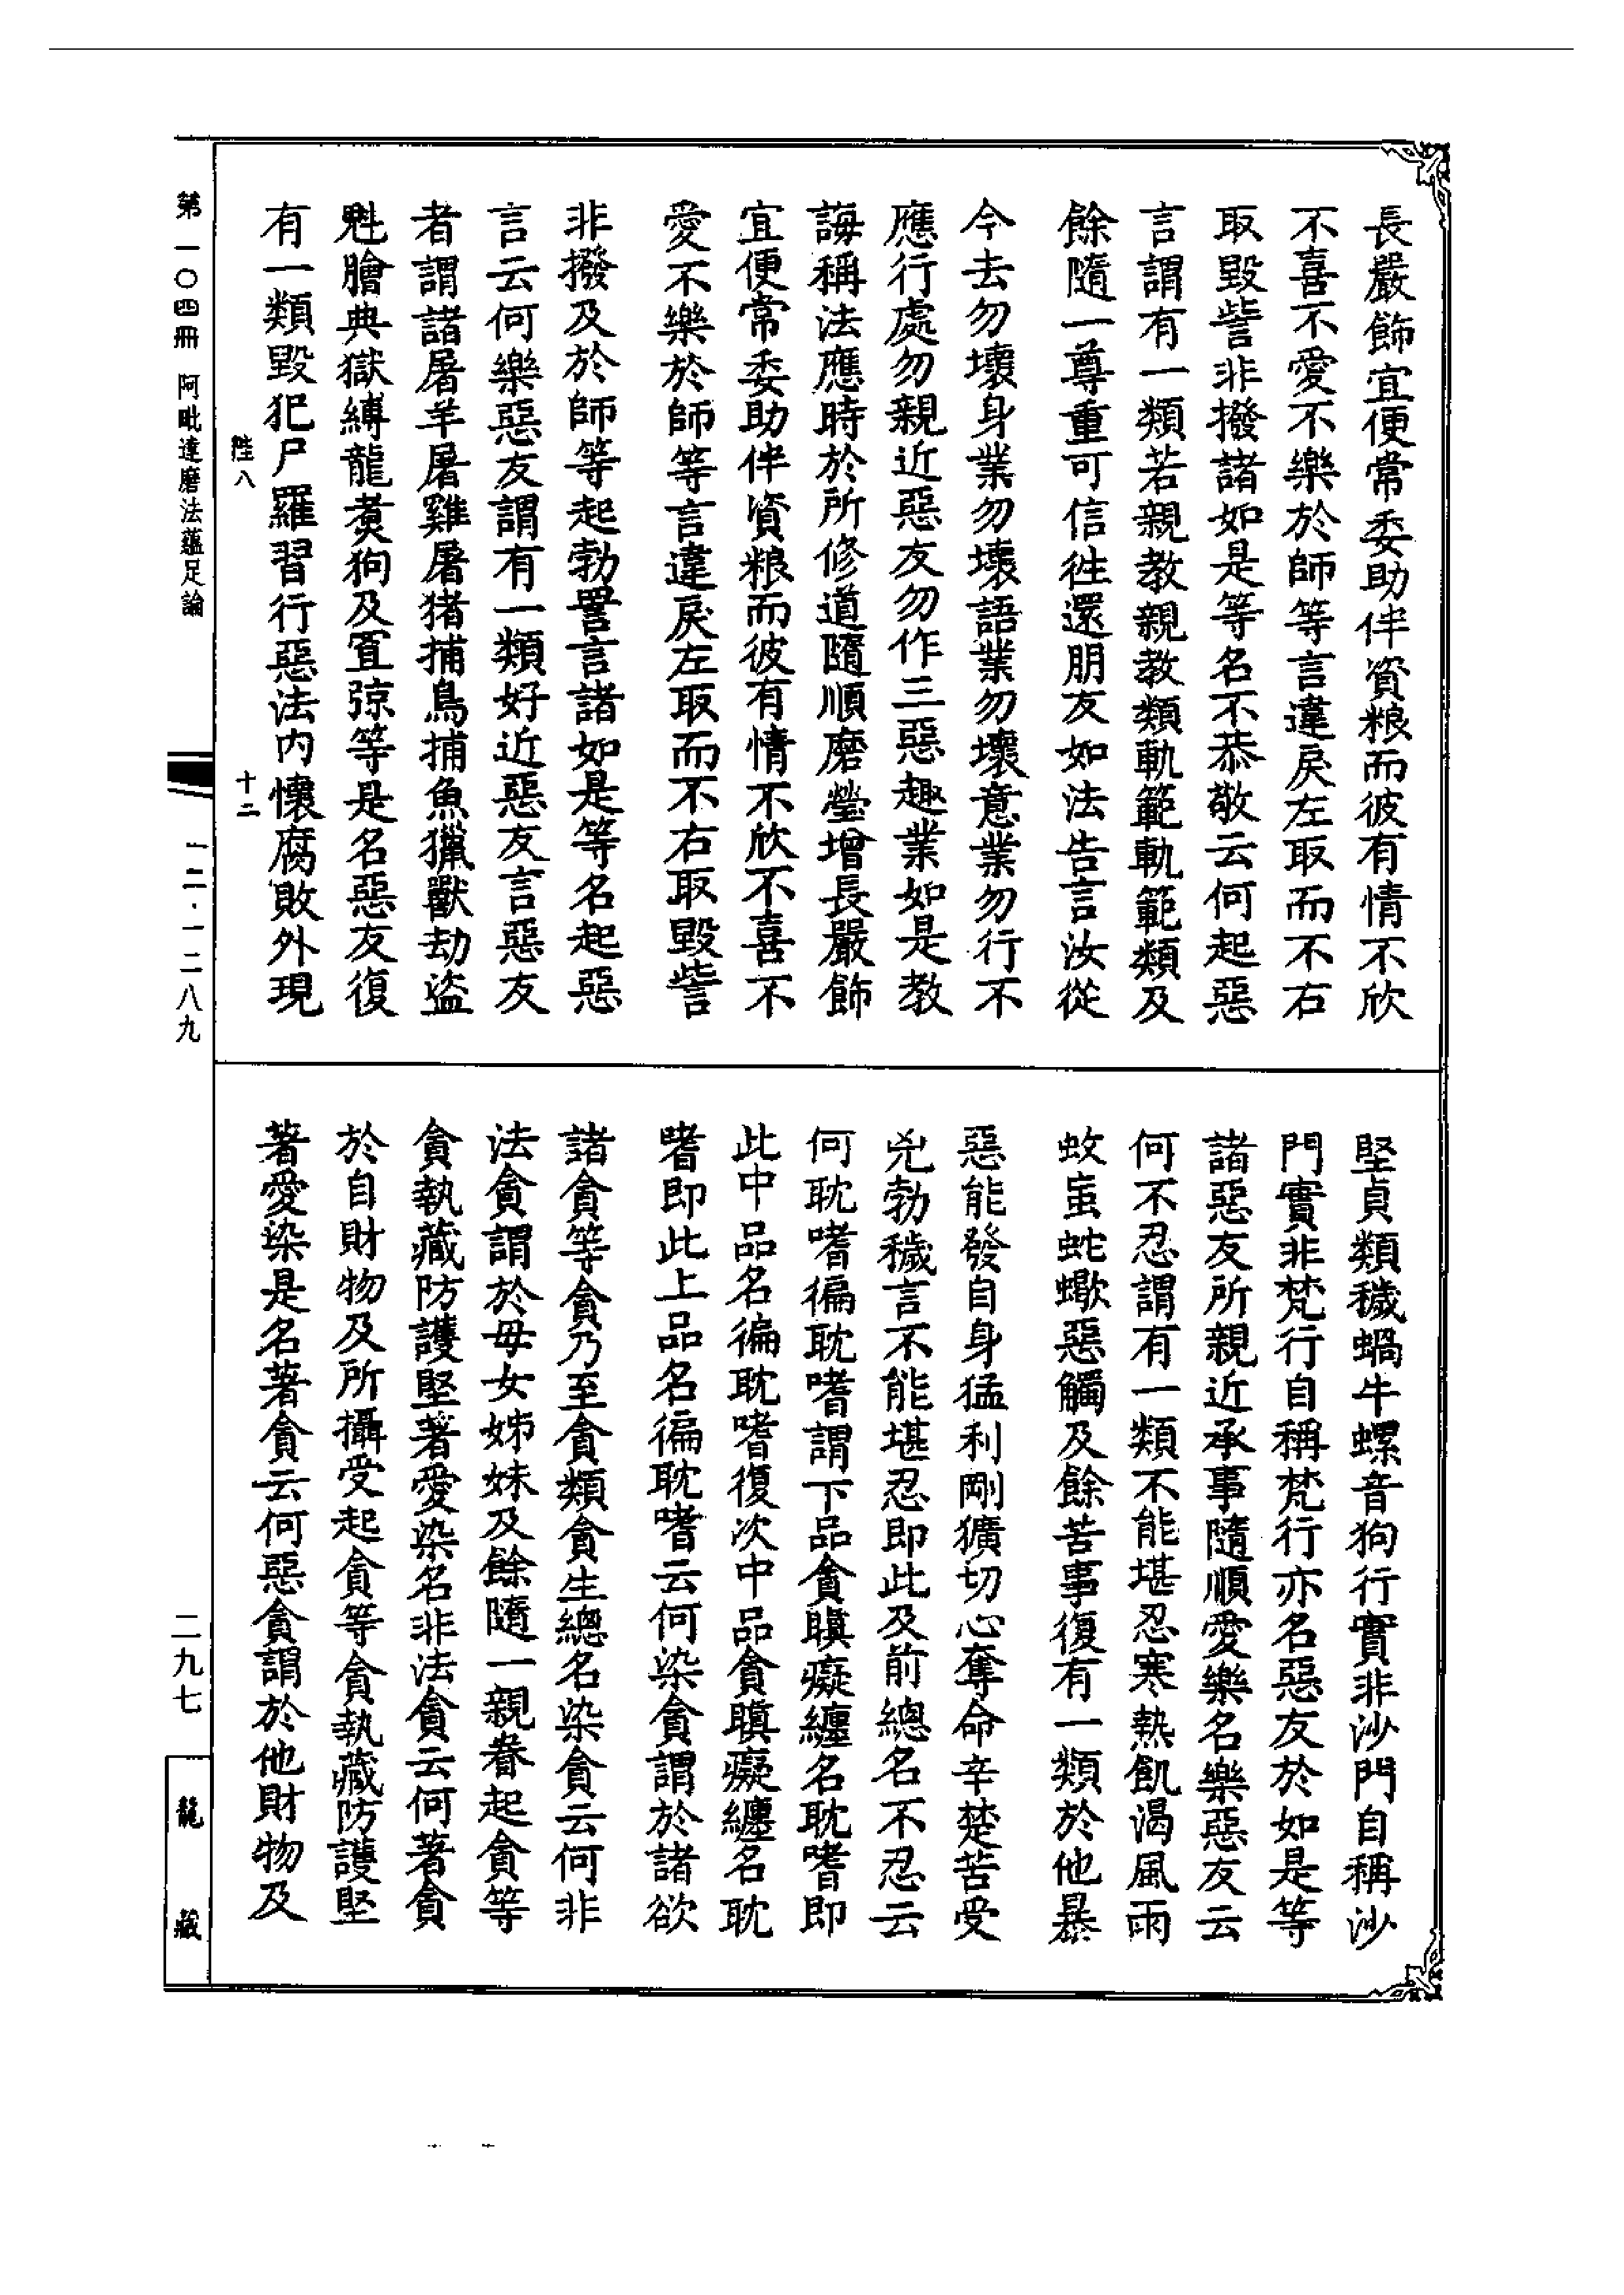 長嚴飾宜便常委助伴資粮而彼有情不欣
不喜不愛不樂於師等言違戾左取而不右
取毀訾非撥諸如是等名不恭敬云何起惡
言謂有一類若親教親教類軌範軌範類及
餘隨一尊重可信徃還朋友如法告言汝從
今去勿壞身業勿壞語業勿壞意業勿行不
應行處勿親近惡友勿作三惡趣業如是教
誨稱法應時於所修道隨順磨瑩增長嚴飾
宜便常委助伴資粮而彼有情不欣不喜不
愛不樂於師等言違戾左取而不右取毀訾
非撥及於師等起勃詈言諸如是等名起惡
言云何樂惡友謂有一類好近惡友言惡友
者謂諸屠羊屠雞屠猪捕鳥捕魚獵獸劫盜
魁膾典獄縛龍煑狗及罝弶等是名惡友復
有一類毀犯尸羅習行惡法内懷腐敗外現
堅貞類穢蝸牛螺音狗行實非沙門自稱沙
門實非梵行自稱梵行亦名惡友於如是等
諸惡友所親近承事隨順愛樂名樂惡友云
何不忍謂有一類不能堪忍寒熱飢渴風雨
蚊虻蛇蠍惡觸及餘苦事復有一類於他暴
惡能發自身猛利剛獷切心奪命辛楚苦受
兇勃穢言不能堪忍即此及前總名不忍云
何耽嗜徧耽嗜謂下品貪瞋癡纏名耽嗜即
此中品名徧耽嗜復次中品貪瞋癡纏名耽
嗜即此上品名徧耽嗜云何染貪謂於諸欲
諸貪等貪乃至貪類貪生總名染貪云何非
法貪謂於母女姊妹及餘隨一親眷起貪等
貪執藏防護堅著愛染名非法貪云何著貪
於自財物及所攝受起貪等貪執藏防護堅
著愛染是名著貪云何惡貪謂於他財物及
陛八
十二
第一〇四冊 阿毗達磨法蘊足論
一二·一二八九
二九七
龍藏